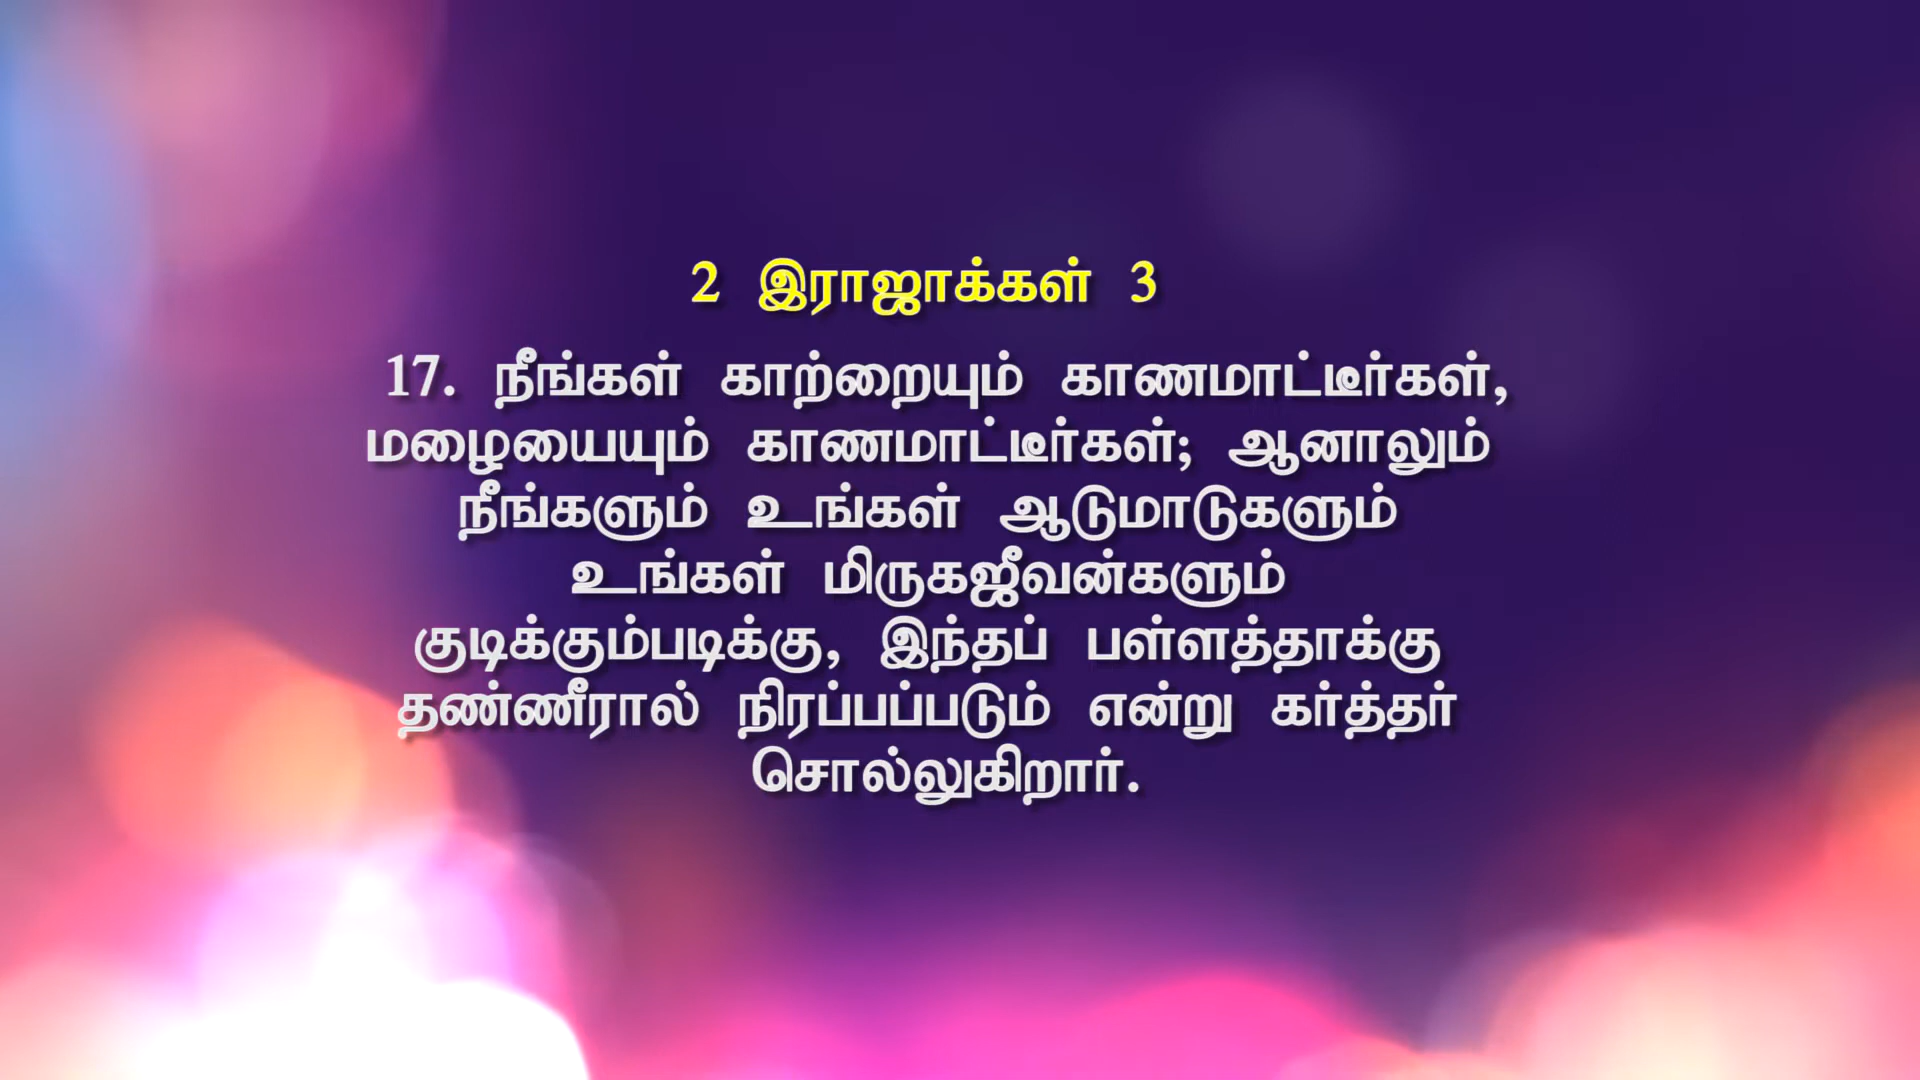 2 இராஜாக்கள் 3
17. நீங்கள் காற்றையும் காணமாட்டீர்கள்,
மழையையும் காணமாட்டீர்கள்; ஆனாலும்
நீங்களும் உங்கள் ஆடுமாடுகளும்
உங்கள் மிருகஜீவன்களும்
குடிக்கும்படிக்கு, இந்தப் பள்ளத்தாக்கு
தண்ணீரால் நிரப்பப்படும் என்று கர்த்தர்
சொல்லுகிறார்.